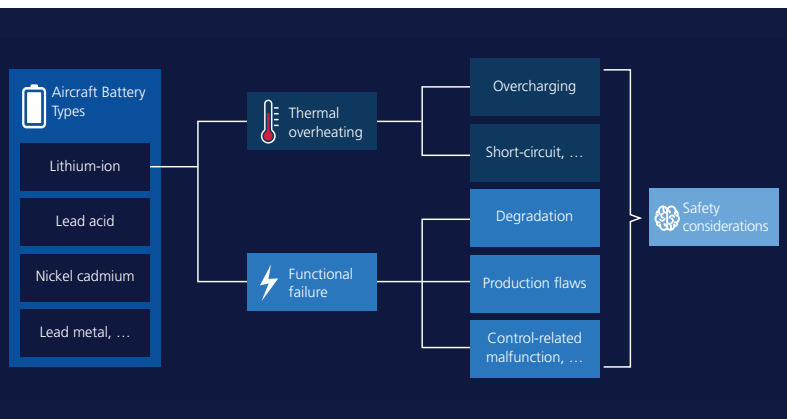 Aircraft Battery
Types
Lithium-ion
Lead acid
Nickel cadmium
Lead metal, …
Thermal
overheating
Functional
failure
Overcharging
Short-circuit, …
Degradation
Production flaws
Control-related
malfunction, …
Safety
considerations